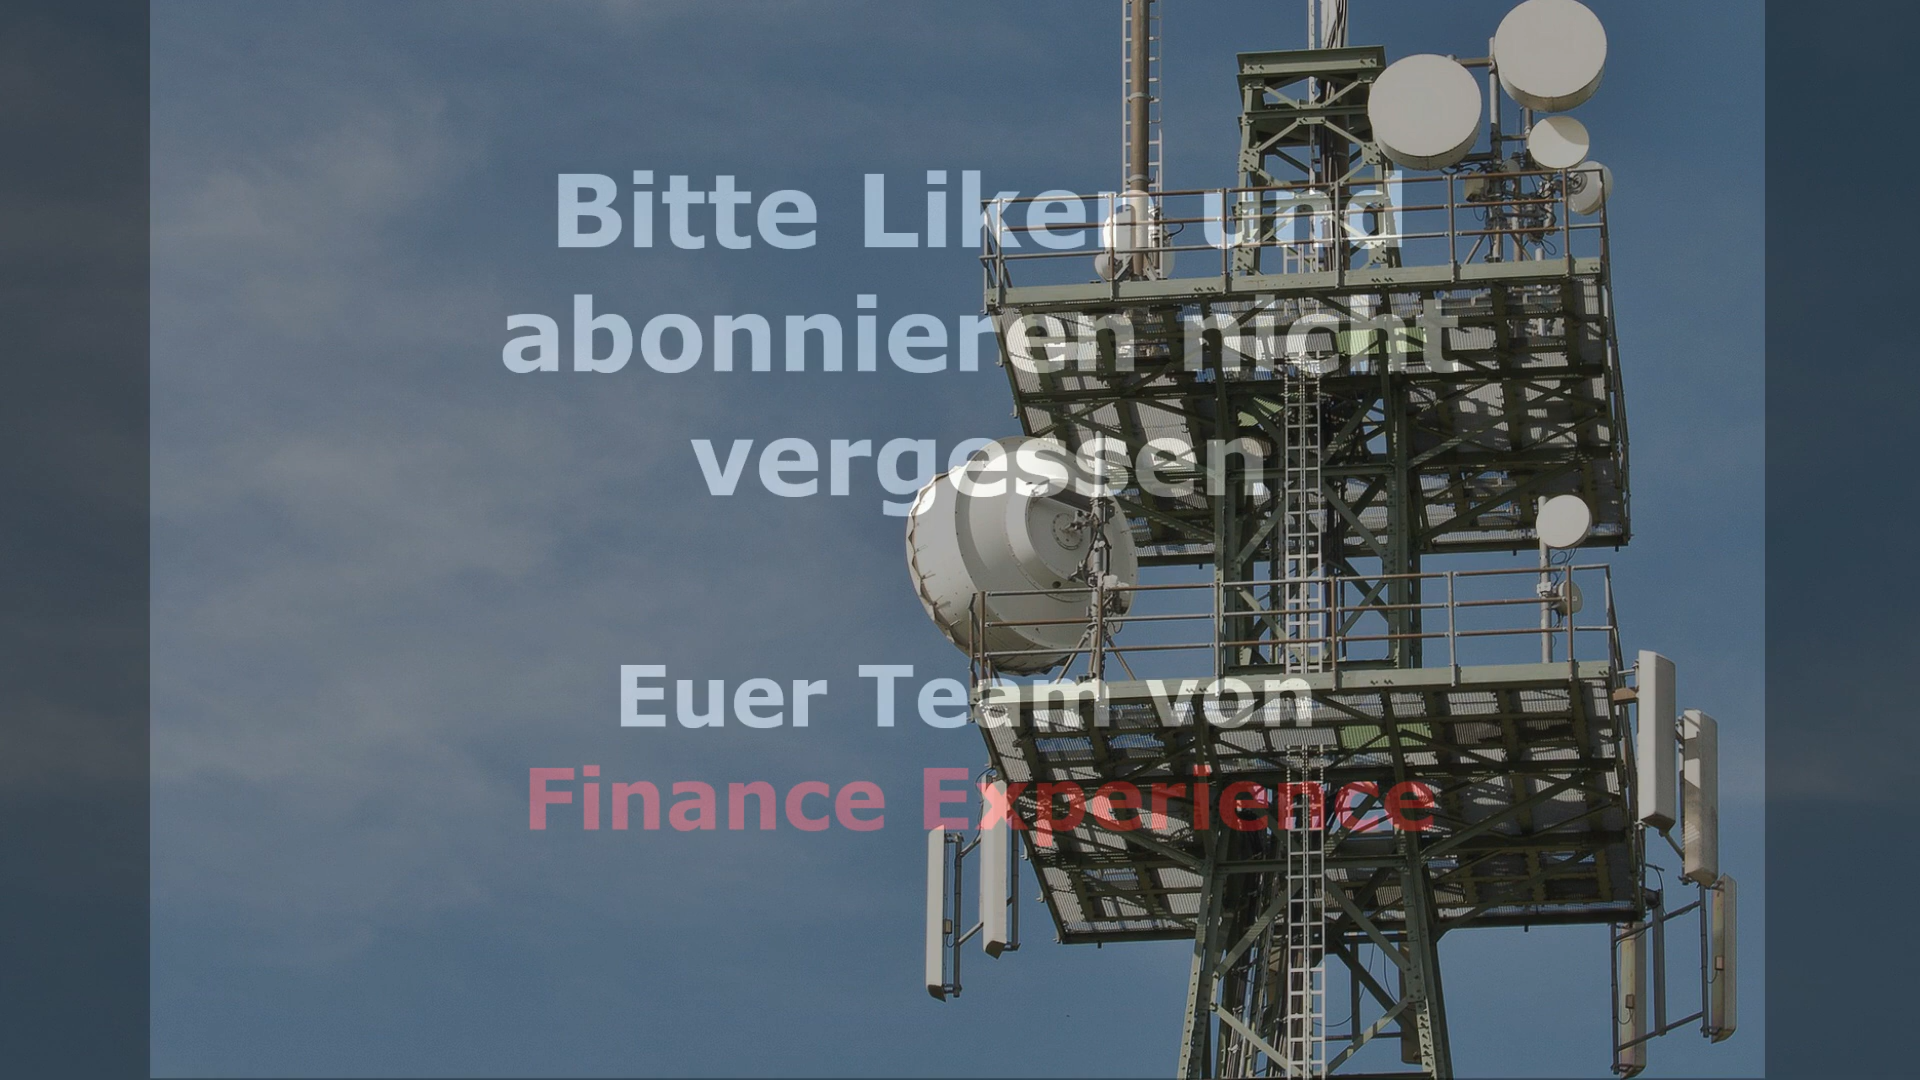 Bitte Liken und
abonnieren nicht
vergessen
Euer Team von
Finance Experience